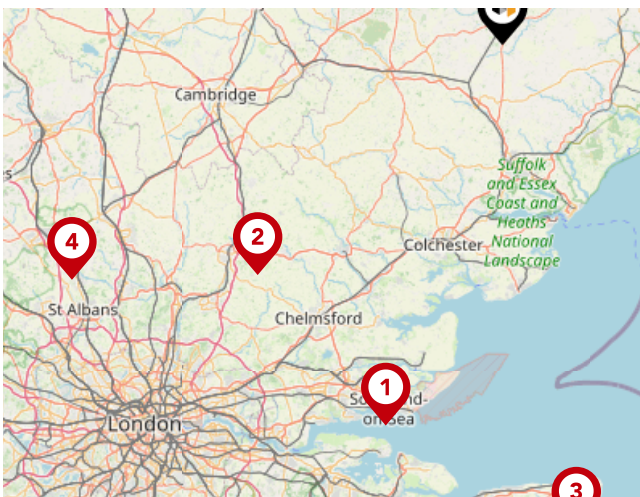 Cambridge
Suffolk
and Essex
Coast and
Heaths
National
Landscape
4
2
Colchester
St Albans
Chelmsford
1
on-Sea
London
3